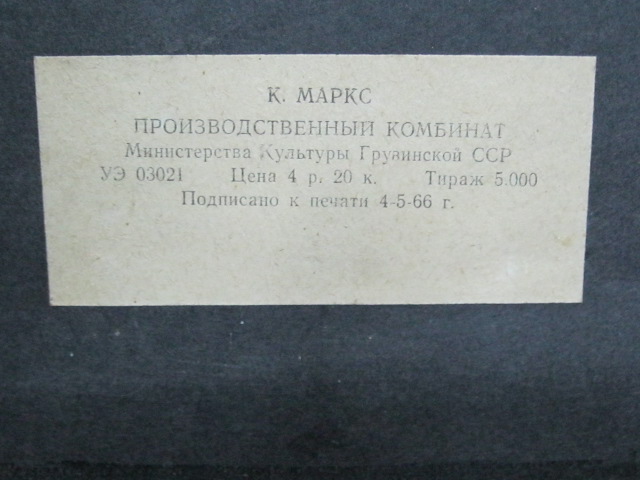 К. МАРКС
ПРОИЗВОДСТВЕННЫЙ КОМБИНАТ
Министерства Культуры Грузинской ССР
УЭ 03021 Цена 4 р. 20 к. Тираж 5.000
Подписано к печати 4-5-66 г.